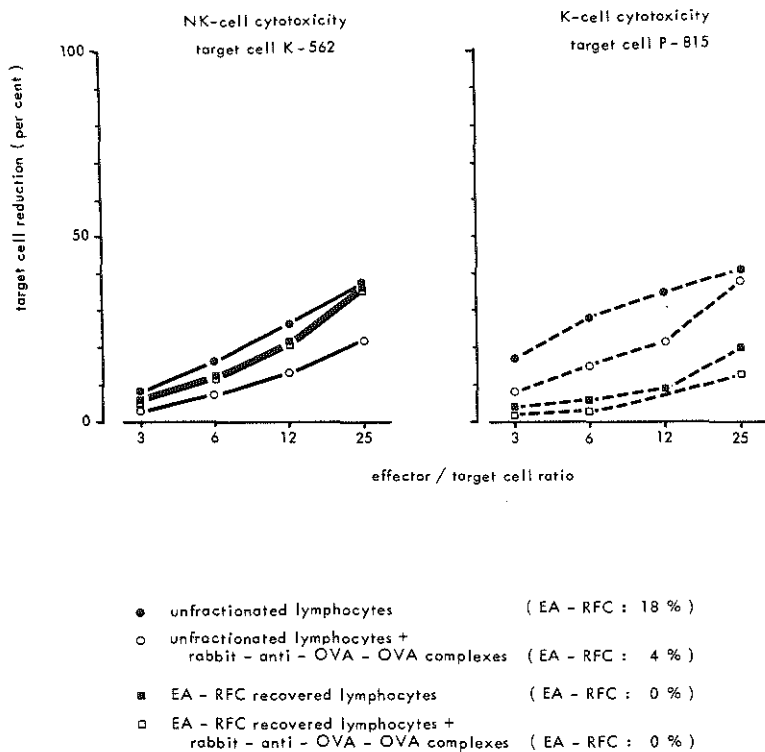 NK-cell cytotoxicity
target cell K-562
K-cell cytotoxicity
target cell P-815
target cell reduction (per cent)
100
50
0
3 6 12 25
3 6 12 25
effector / target cell ratio
unfractionated lymphocytes (EA-RFC: 18 %)
unfractionated lymphocytes +
rabbit-anti-OVA-OVA complexes (EA-RFC: 4 %)
EA-RFC recovered lymphocytes (EA-RFC: 0 %)
EA-RFC recovered lymphocytes +
rabbit-anti-OVA-OVA complexes (EA-RFC: 0 %)